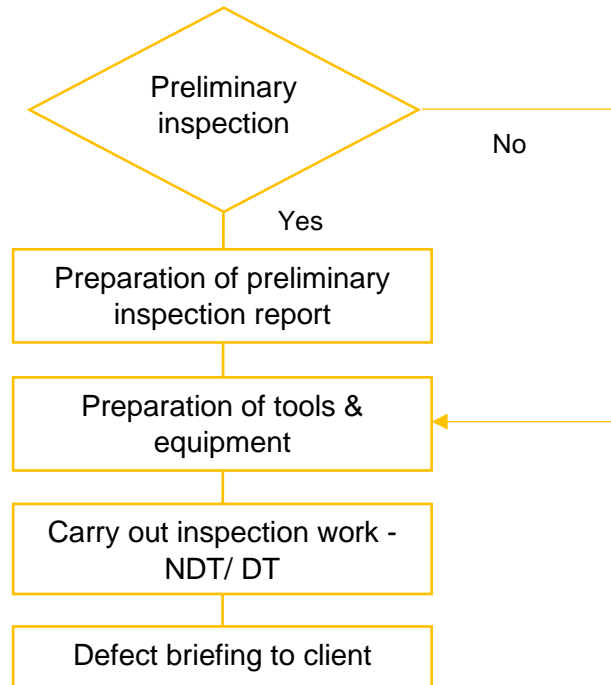 Preliminary
inspection
No
Yes
Preparation of preliminary
inspection report
Preparation of tools &
equipment
Carry out inspection work -
NDT/ DT
Defect briefing to client